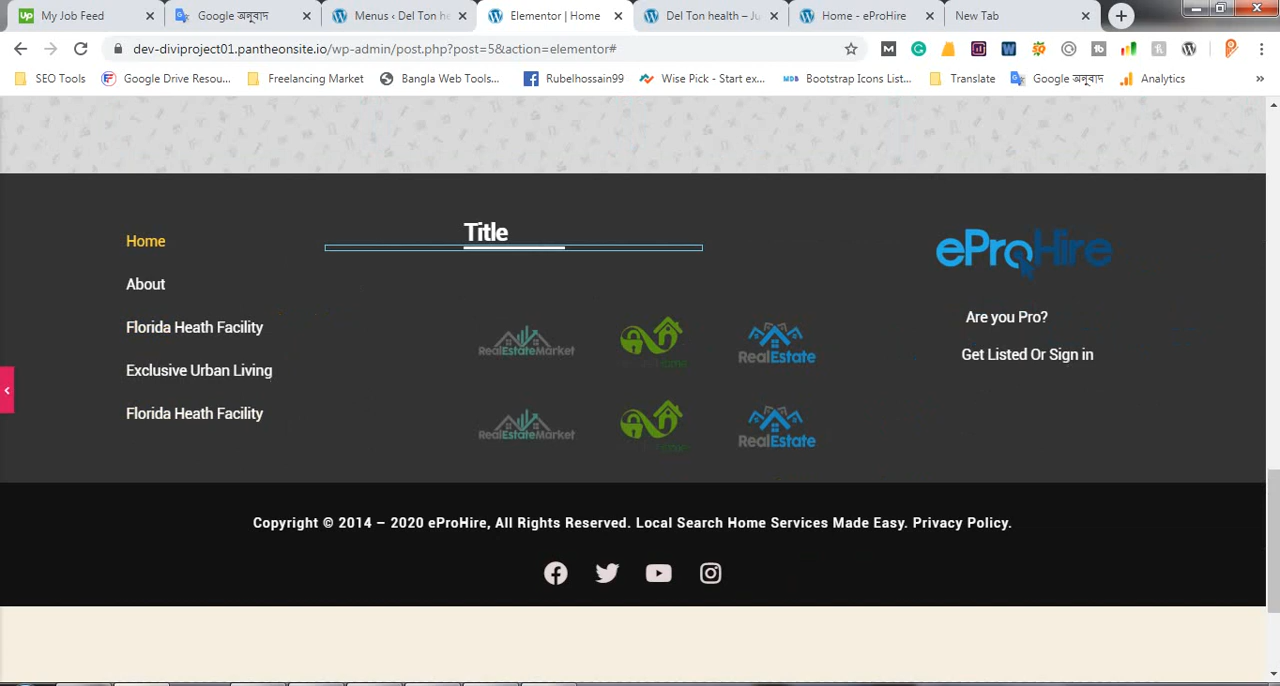 Up My Job Feed
Google অনুবাদ
Menus ‹ Del Ton he
Elementor | Home
Del Ton health – Ju
Home - eProHire
New Tab
dev-diviproject01.pantheonsite.io/wp-admin/post.php?post=5&action=elementor#
SEO Tools
Google Drive Resou...
Freelancing Market
Bangla Web Tools...
Rubelhossain99
Wise Pick - Start ex...
MDB Bootstrap Icons List...
Translate
Google অনুবাদ
Analytics
»
Home
About
Florida Heath Facility
Exclusive Urban Living
Florida Heath Facility
Title
RealEstateMarket
Home
RealEstate
RealEstateMarket
RealEstate
eProHire
Are you Pro?
Get Listed Or Sign in
Copyright © 2014 – 2020 eProHire, All Rights Reserved. Local Search Home Services Made Easy. Privacy Policy.